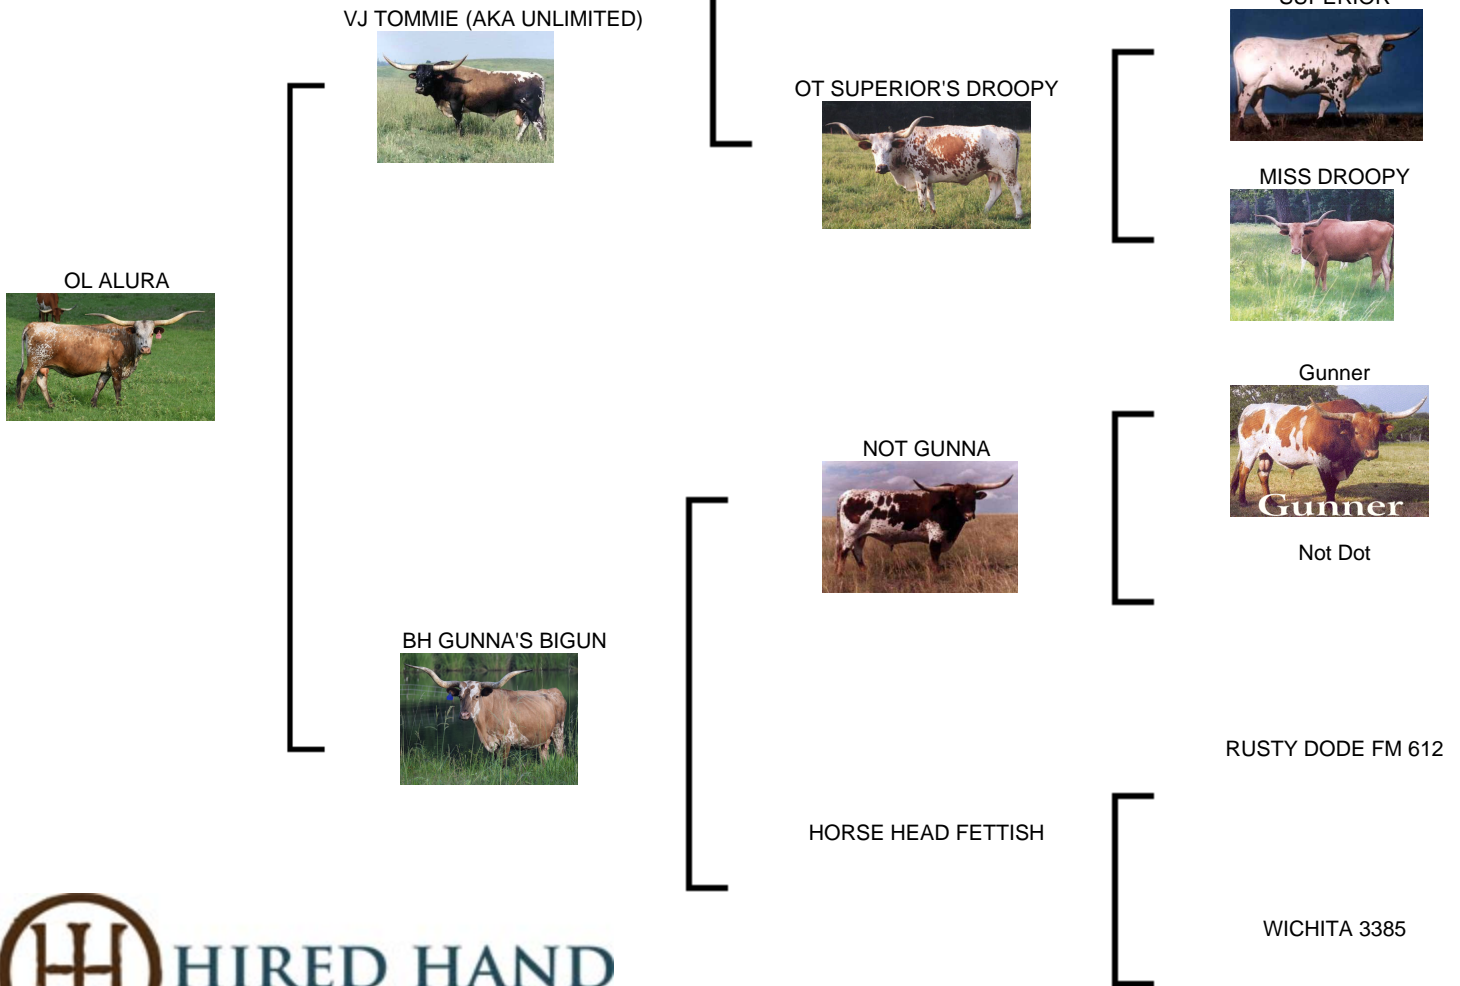 SUPERIOR
VJ TOMMIE (AKA UNLIMITED)
OT SUPERIOR'S DROOPY
MISS DROOPY
OL ALURA
Gunner
NOT GUNNA
Gunner
Not Dot
BH GUNNA'S BIGUN
RUSTY DODE FM 612
HORSE HEAD FETTISH
WICHITA 3385
HIRED HAND